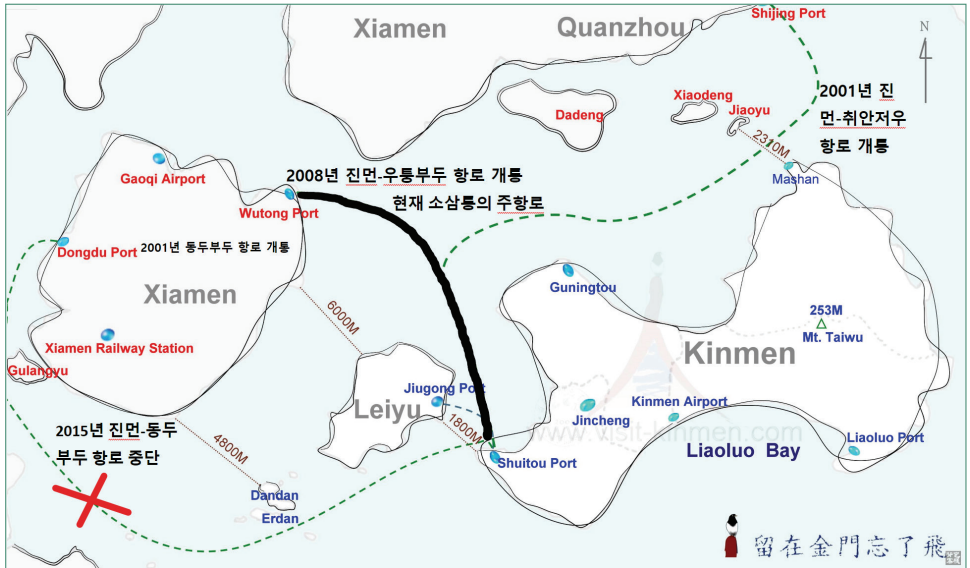 Shijing Port
Xiamen
Quanzhou
N
Xiaodeng
Jiaoyu
Dadeng
2001년 진
먼-취안저우
항로 개통
2310M
Mashan
Gaoqi Airport
2008년 진먼-우통부두 항로 개통
현재 소삼통의 주항로
Wutong Port
Dongdu Port
2001년 동두부두 항로 개통
Xiamen
Guningtou
6000M
253M
Mt. Taiwu
Xiamen Railway Station
Kinmen
Gulangyu
Jiugong Port
Leiyu
1800M
Kinmen Airport
Jincheng
www.visit-kinmen.com
2015년 진먼-동두
부두 항로 중단
4800M
Shuitou Port
Liaoluo Bay
Liaoluo Port
Dandan
Erdan
留在金門忘了飛